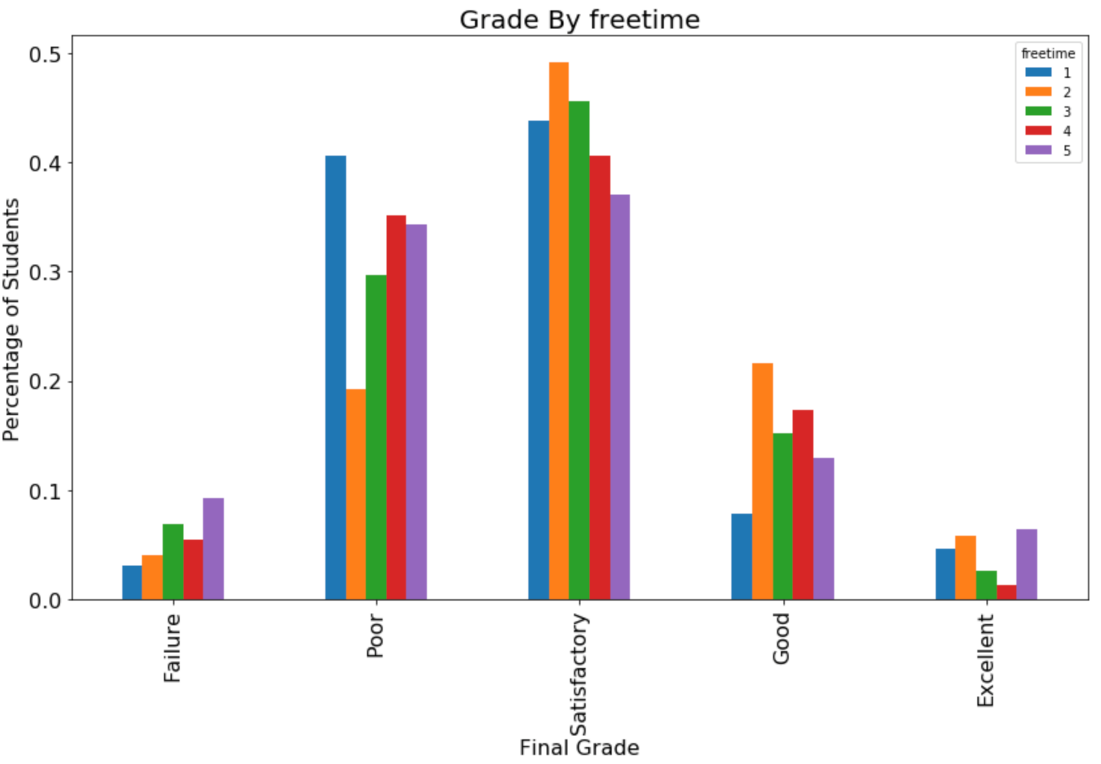 Grade By freetime
freetime
1
2
3
4
5
Percentage of Students
0.5
0.4
0.3
0.2
0.1
0.0
Failure
Poor
Satisfactory
Good
Excellent
Final Grade